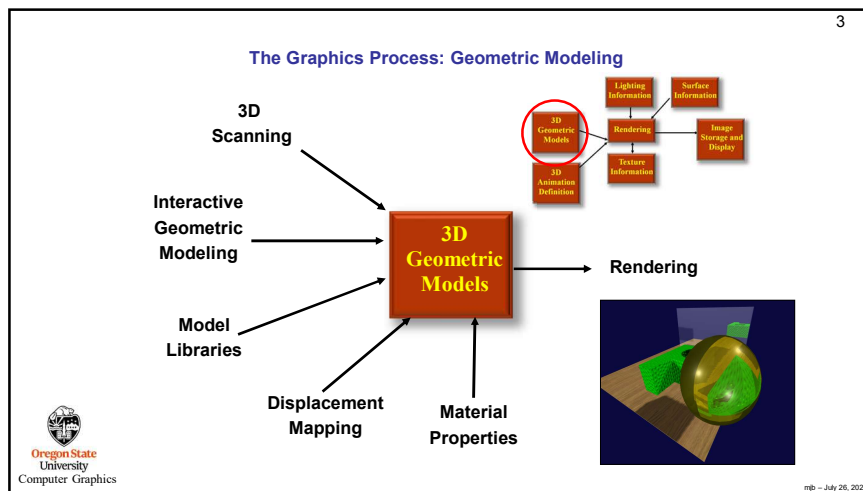 3
The Graphics Process: Geometric Modeling
3D
Scanning
Interactive
Geometric
Modeling
Model
Libraries
Displacement
Mapping
Material
Properties
3D
Geometric
Models
Rendering
Lighting
Information
Surface
Information
3D
Geometric
Models
Rendering
Image
Storage and
Display
3D
Animation
Definition
Texture
Information
Oregon State
University
Computer Graphics
mjb – July 26, 202